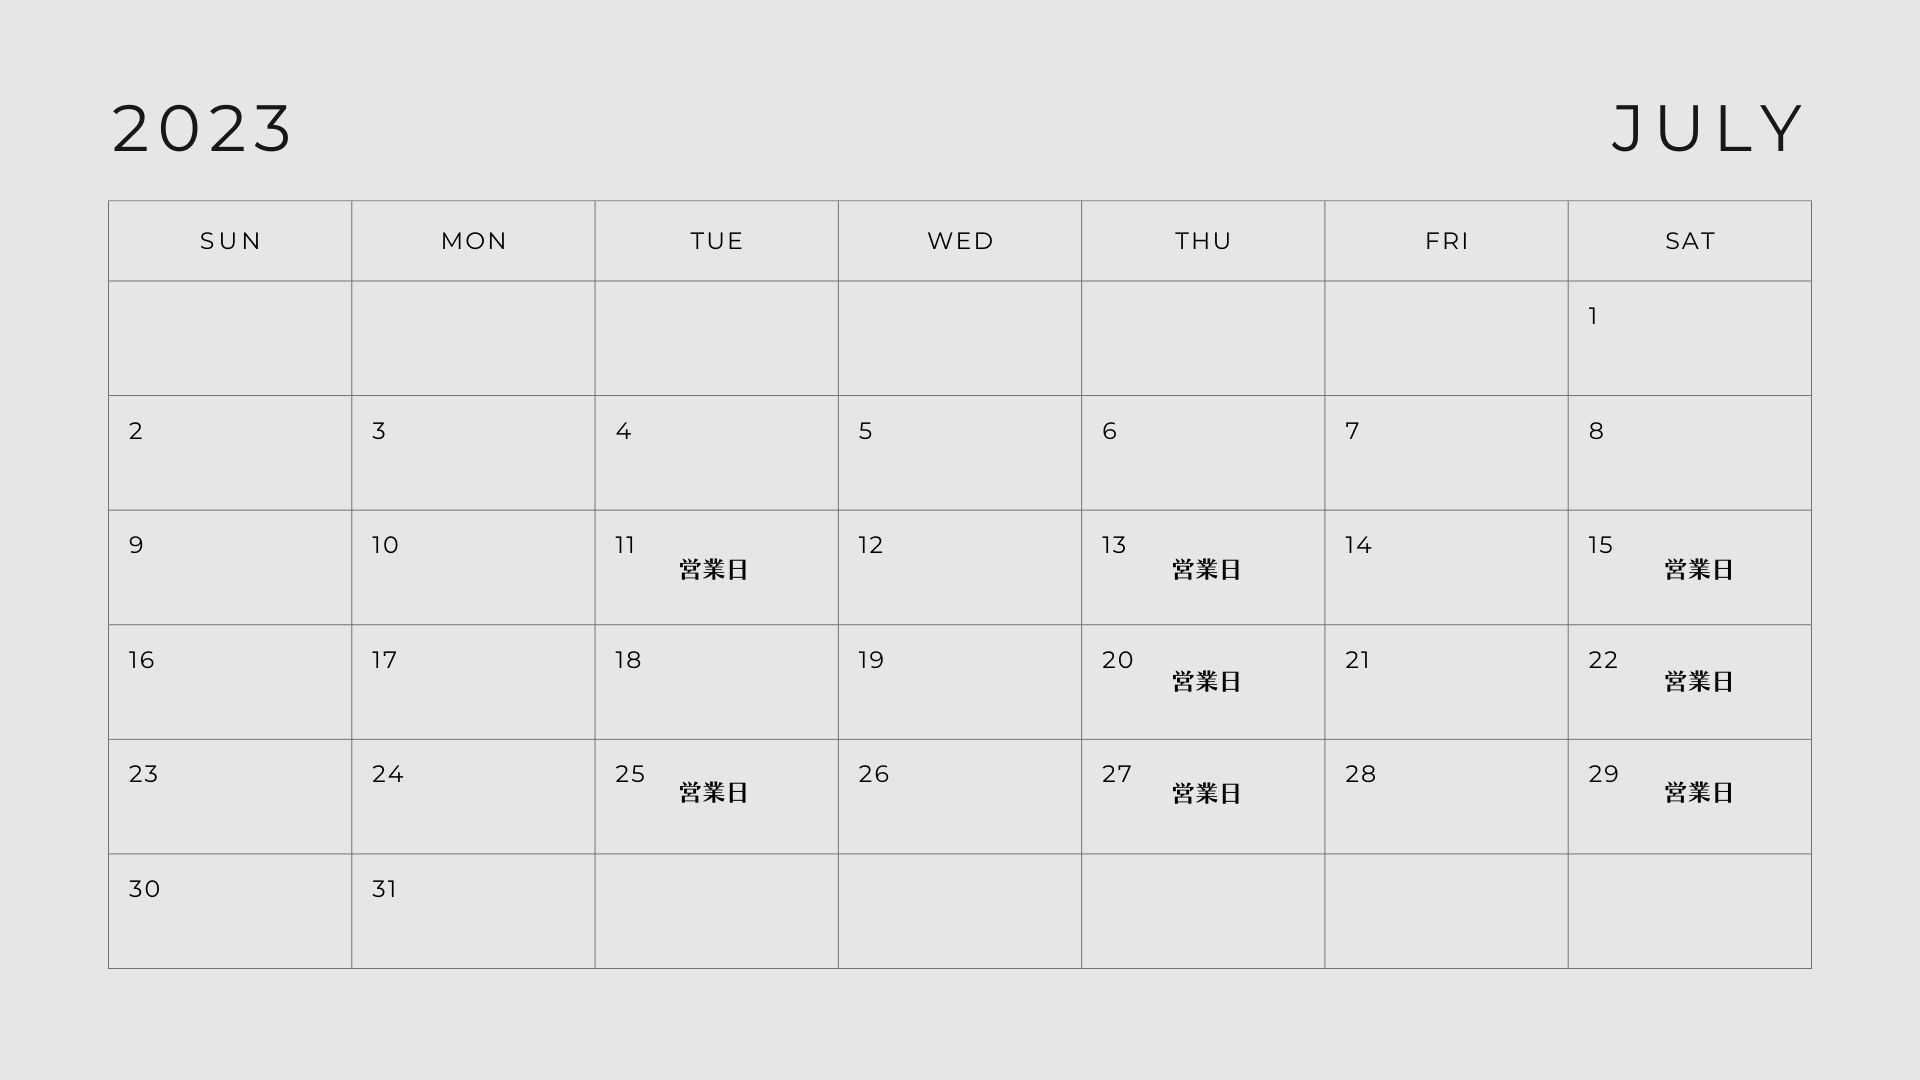 2023 JULY
SUN MON TUE WED THU FRI SAT
1
2 3 4 5 6 7 8
9 10 11 営業日 12 13 営業日 14 15 営業日
16 17 18 19 20 営業日 21 22 営業日
23 24 25 営業日 26 27 営業日 28 29 営業日
30 31